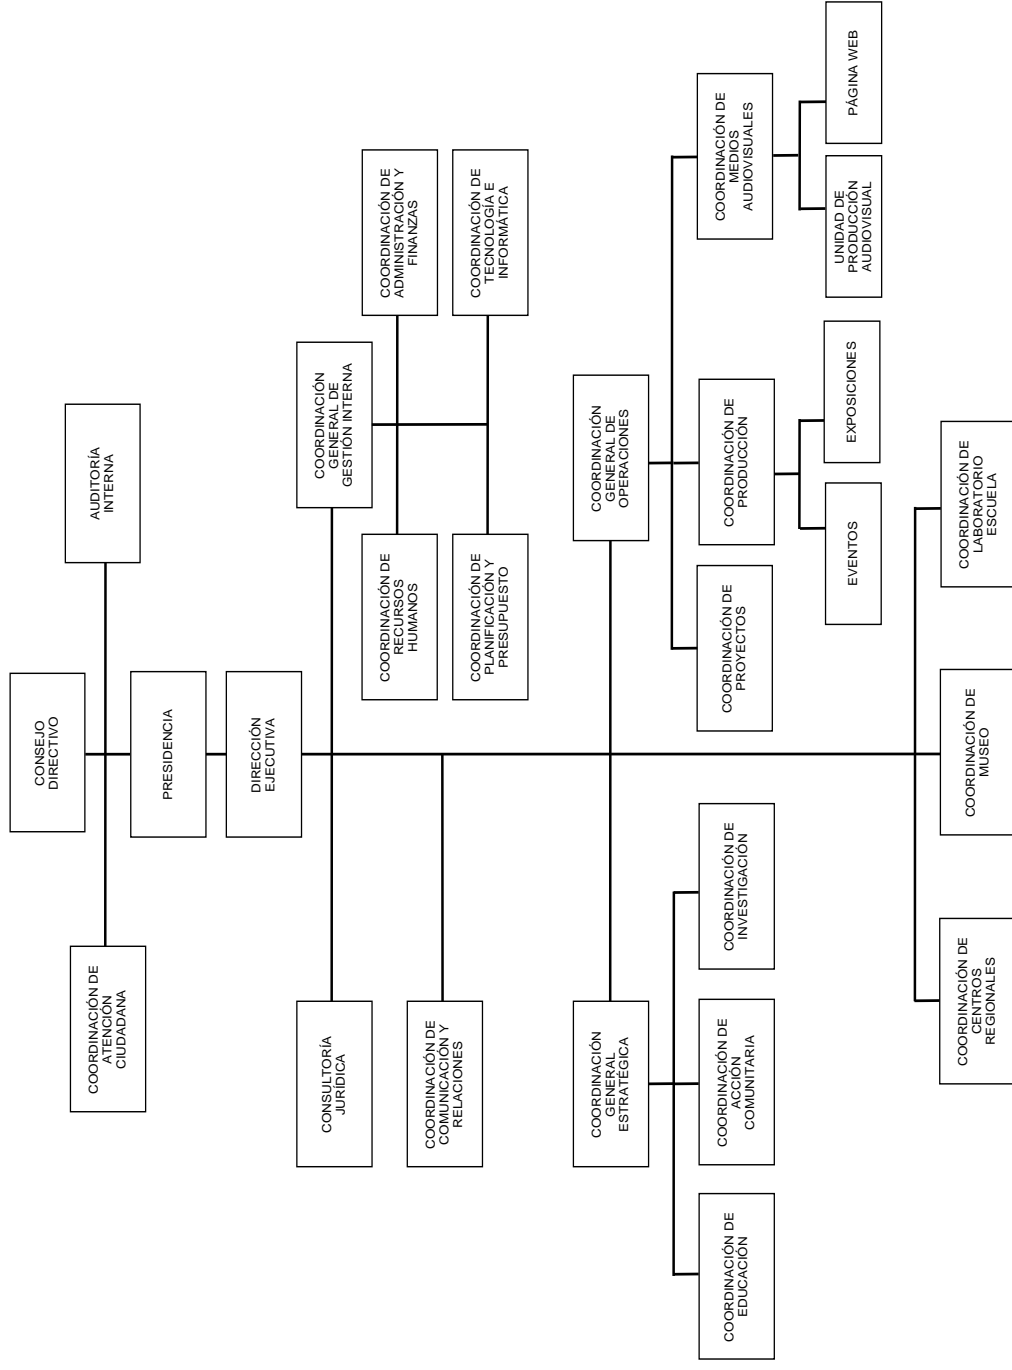 CONSEJO
DIRECTIVO
COORDINACIÓN DE
ATENCIÓN
CIUDADANA
AUDITORÍA
INTERNA
PRESIDENCIA
DIRECCIÓN
EJECUTIVA
CONSULTORÍA
JURÍDICA
COORDINACIÓN
GENERAL DE
GESTIÓN INTERNA
COORDINACIÓN DE
RECURSOS
HUMANOS
COORDINACIÓN DE
ADMINISTRACIÓN Y
FINANZAS
COORDINACIÓN DE
COMUNICACIÓN Y
RELACIONES
COORDINACIÓN DE
PLANIFICACIÓN Y
PRESUPUESTO
COORDINACIÓN DE
TECNOLOGÍA E
INFORMÁTICA
COORDINACIÓN
GENERAL
ESTRATÉGICA
COORDINACIÓN
GENERAL DE
OPERACIONES
COORDINACIÓN DE
EDUCACIÓN
COORDINACIÓN DE
ACCIÓN
COMUNITARIA
COORDINACIÓN DE
INVESTIGACIÓN
COORDINACIÓN DE
PROYECTOS
COORDINACIÓN DE
PRODUCCIÓN
COORDINACIÓN DE
MEDIOS
AUDIOVISUALES
EVENTOS
EXPOSICIONES
UNIDAD DE
PRODUCCIÓN
AUDIOVISUAL
PÁGINA WEB
COORDINACIÓN DE
CENTROS
REGIONALES
COORDINACIÓN DE
MUSEO
COORDINACIÓN DE
LABORATORIO
ESCUELA